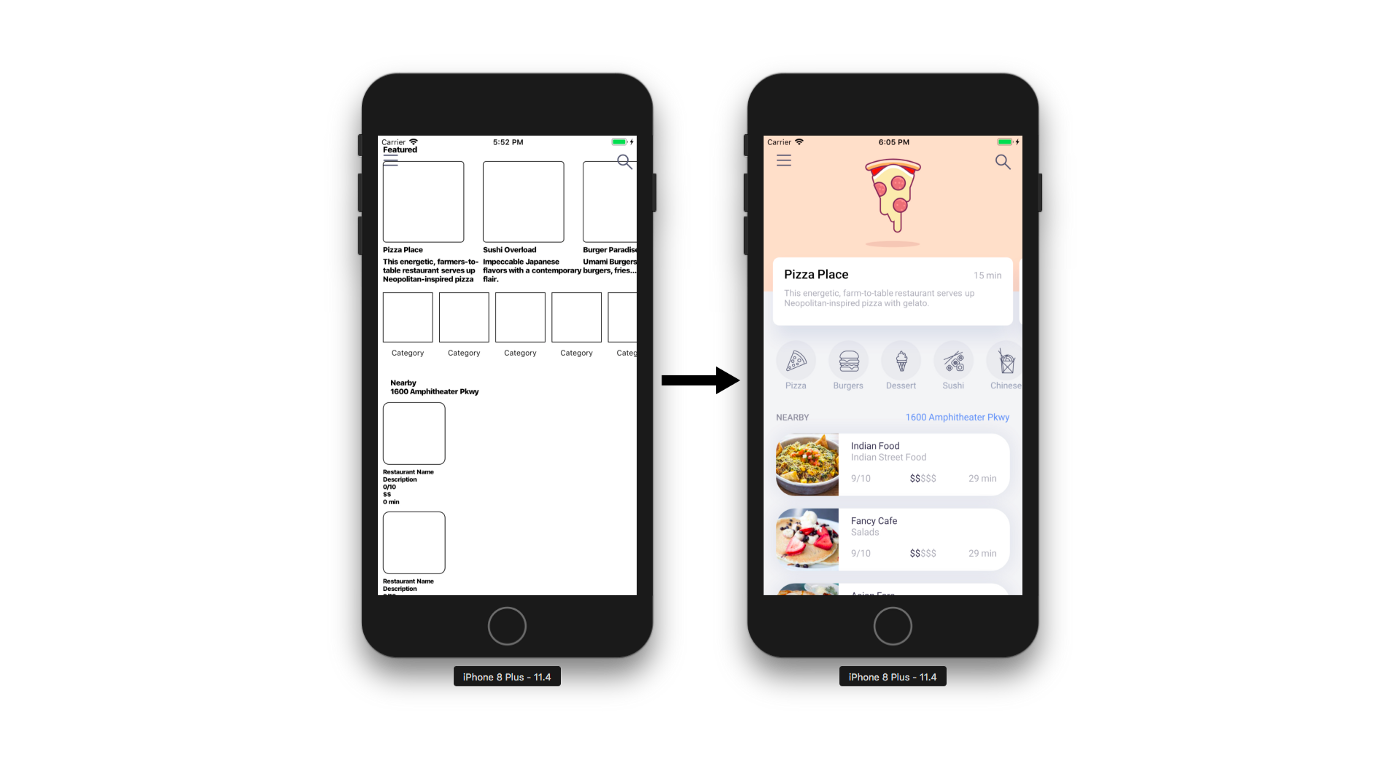 Carrier
5:52 PM
Featured
Pizza Place
This energetic, farmers-to-
table restaurant serves up
Neopolitan-inspired pizza
Sushi Overload
Impeccable Japanese
flavors with a contemporary
flair.
Burger Paradise
Umami Burgers
burgers, fries...
Category
Category
Category
Category
Categ
Nearby
1600 Amphitheater Pkwy
Restaurant Name
Description
0/10
$$
0 min
Restaurant Name
Description
iPhone 8 Plus - 11.4
Carrier
6:05 PM
Pizza Place
15 min
This energetic, farm-to-table restaurant serves up
Neopolitan-inspired pizza with gelato.
Pizza
Burgers
Dessert
Sushi
Chinese
NEARBY
1600 Amphitheater Pkwy
Indian Food
Indian Street Food
9/10
$$$$$
29 min
Fancy Cafe
Salads
9/10
$$$$$
29 min
iPhone 8 Plus - 11.4